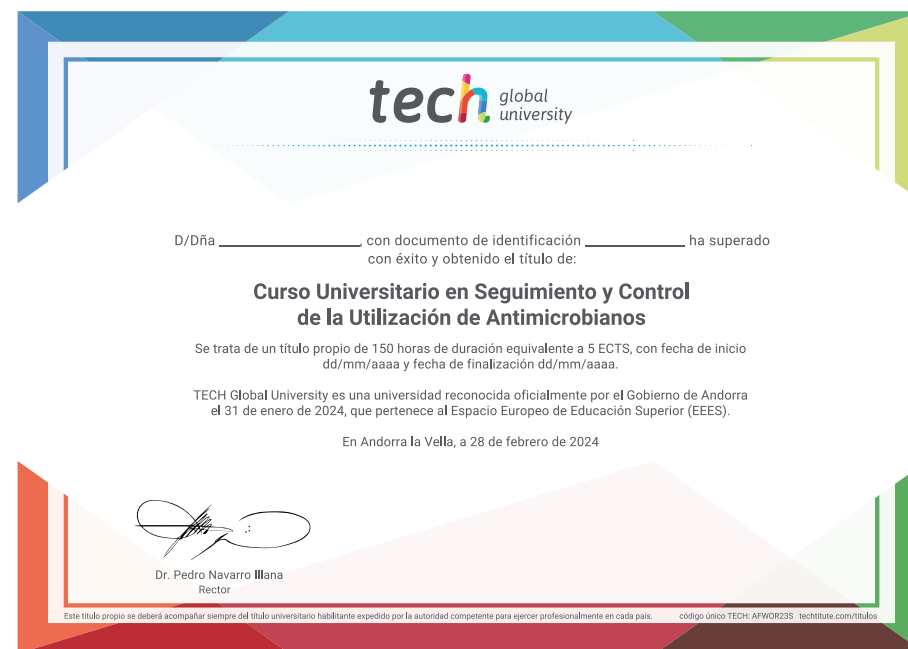 tech global university
D/Dña ____________________, con documento de identificación ______________ ha superado
con éxito y obtenido el título de:
Curso Universitario en Seguimiento y Control
de la Utilización de Antimicrobianos
Se trata de un título propio de 150 horas de duración equivalente a 5 ECTS, con fecha de inicio
dd/mm/aaaa y fecha de finalización dd/mm/aaaa.
TECH Global University es una universidad reconocida oficialmente por el Gobierno de Andorra
el 31 de enero de 2024, que pertenece al Espacio Europeo de Educación Superior (EEES).
En Andorra la Vella, a 28 de febrero de 2024
Dr. Pedro Navarro Illana
Rector
Este título propio se deberá acompañar siempre del título universitario habilitante expedido por la autoridad competente para ejercer profesionalmente en cada país. código único TECH: AFWOR23S techtitute.com/titulos